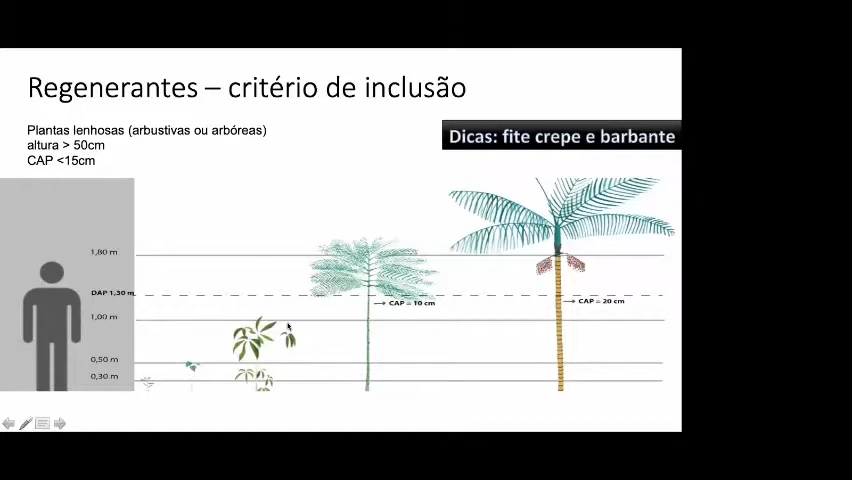 Regenerantes – critério de inclusão
Plantas lenhosas (arbustivas ou arbóreas)
altura > 50cm
CAP <15cm
Dicas: fite crepe e barbante
1,80 m
DAP 1,30 m
CAP = 10 cm
CAP = 20 cm
1,00 m
0,50 m
0,30 m